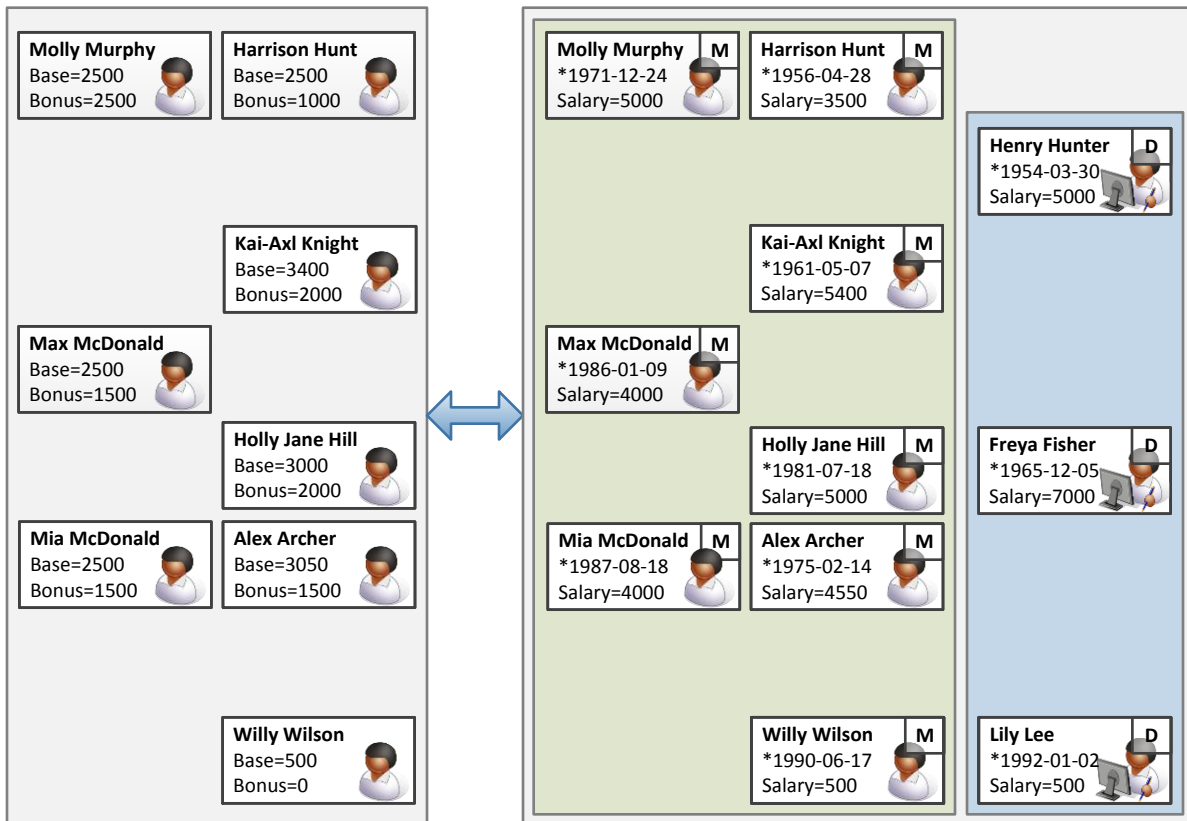 Molly Murphy
Base=2500
Bonus=2500
Harrison Hunt
Base=2500
Bonus=1000
Kai-Axl Knight
Base=3400
Bonus=2000
Max McDonald
Base=2500
Bonus=1500
Holly Jane Hill
Base=3000
Bonus=2000
Mia McDonald
Base=2500
Bonus=1500
Alex Archer
Base=3050
Bonus=1500
Willy Wilson
Base=500
Bonus=0
Molly Murphy M
*1971-12-24
Salary=5000
Harrison Hunt M
*1956-04-28
Salary=3500
Kai-Axl Knight M
*1961-05-07
Salary=5400
Max McDonald M
*1986-01-09
Salary=4000
Holly Jane Hill M
*1981-07-18
Salary=5000
Mia McDonald M
*1987-08-18
Salary=4000
Alex Archer M
*1975-02-14
Salary=4550
Willy Wilson M
*1990-06-17
Salary=500
Henry Hunter D
*1954-03-30
Salary=5000
Freya Fisher D
*1965-12-05
Salary=7000
Lily Lee D
*1992-01-02
Salary=500